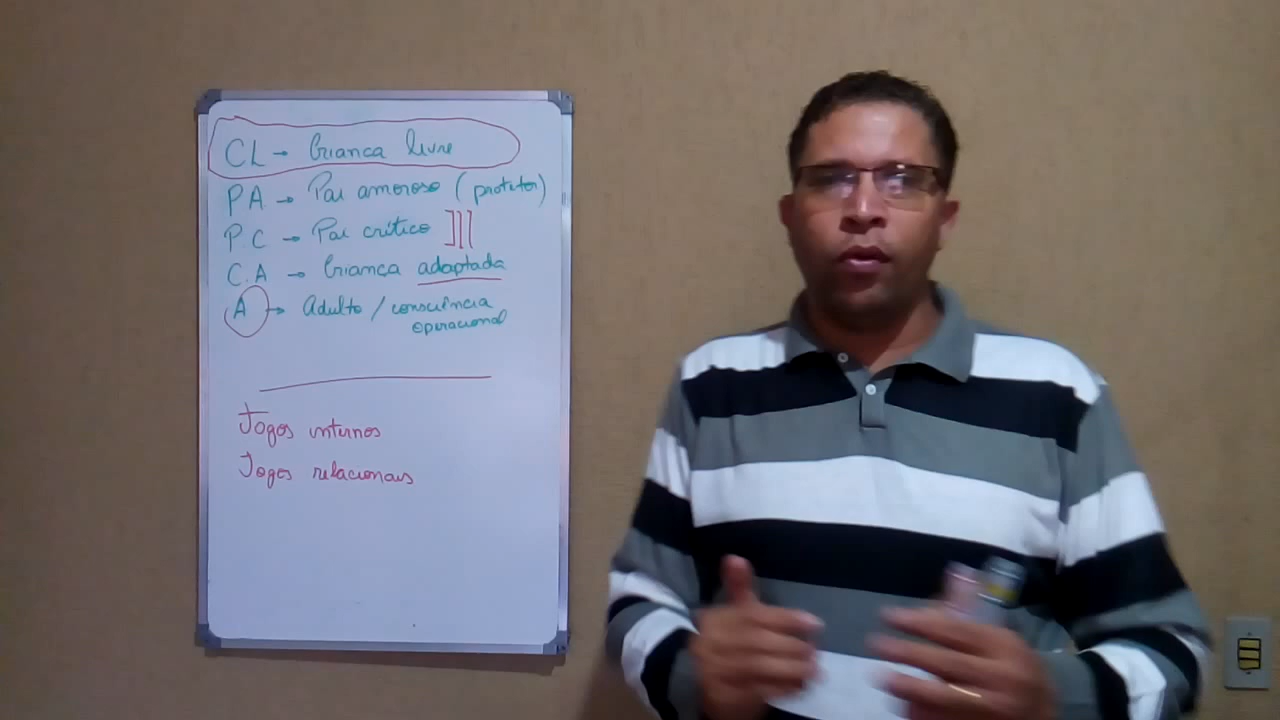 CL → Criança livre
PA → Pai amoroso (protetor)
P.C → Pai crítico
C.A → Criança adaptada
A → Adulto / consciência
operacional
Jogos internos
Jogos relacionais